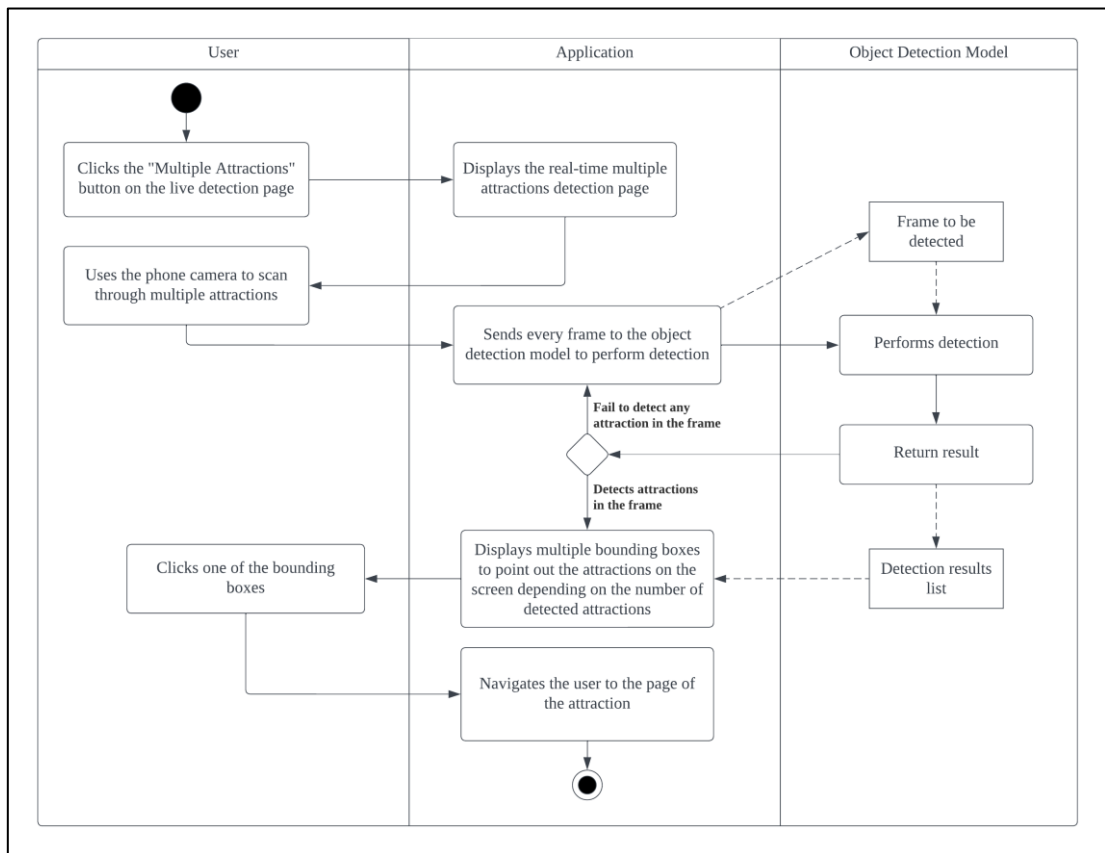 User
Application
Object Detection Model
Clicks the "Multiple Attractions"
button on the live detection page
Displays the real-time multiple
attractions detection page
Uses the phone camera to scan
through multiple attractions
Sends every frame to the object
detection model to perform detection
Frame to be
detected
Performs detection
Return result
Fail to detect any
attraction in the frame
Detects attractions
in the frame
Detection results
list
Displays multiple bounding boxes
to point out the attractions on the
screen depending on the number of
detected attractions
Clicks one of the bounding
boxes
Navigates the user to the page of
the attraction